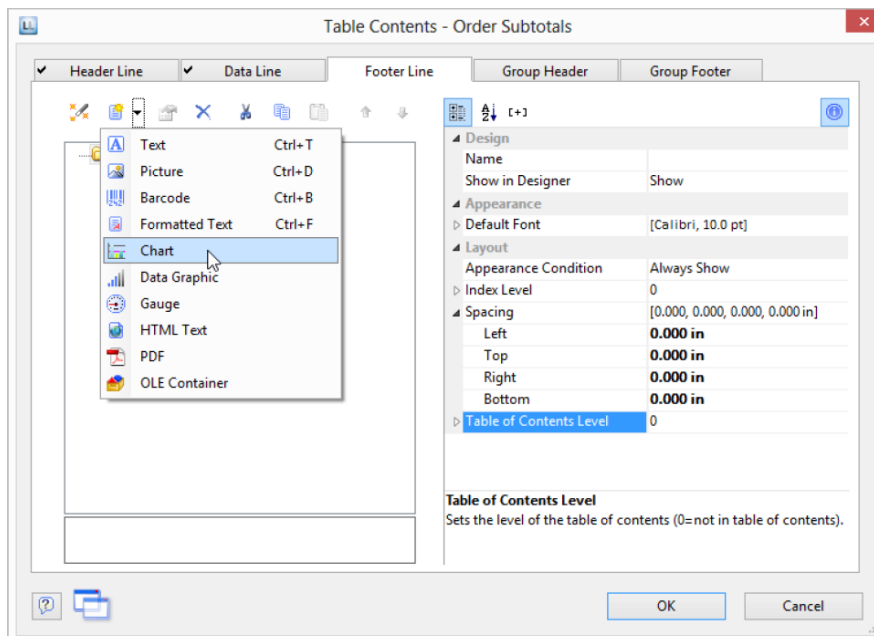 LL
Table Contents - Order Subtotals
Header Line Data Line Footer Line Group Header Group Footer
A Z [+]
Text Ctrl+T
Picture Ctrl+D
Barcode Ctrl+B
Formatted Text Ctrl+F
Chart
Data Graphic
Gauge
HTML Text
PDF
OLE Container
Design
Name
Show in Designer Show
Appearance
Default Font [Calibri, 10.0 pt]
Layout
Appearance Condition Always Show
Index Level 0
Spacing [0.000, 0.000, 0.000, 0.000 in]
Left 0.000 in
Top 0.000 in
Right 0.000 in
Bottom 0.000 in
Table of Contents Level 0
Table of Contents Level
Sets the level of the table of contents (0=not in table of contents).
OK Cancel